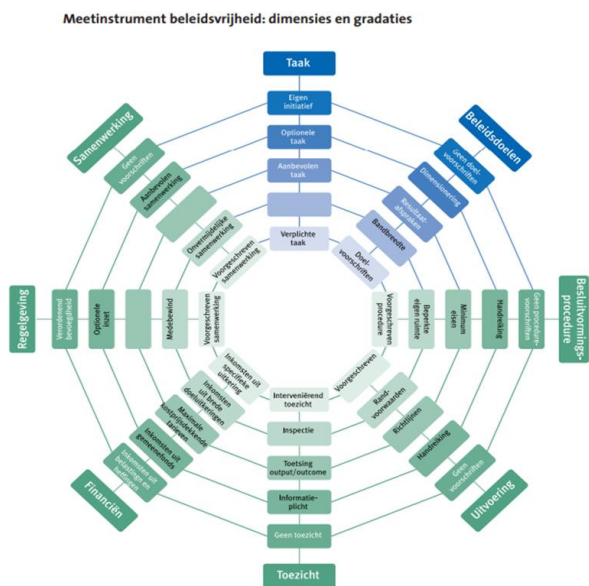 Meetinstrument beleidsvrijheid: dimensies en gradaties
Taak
Eigen
initiatief
Optionele
taak
Aanbevolen
taak
Verplichte
taak
Beleidsdoelen
Geen doel-
voorschriften
Dimensionering
Resultaat-
afspraken
Bandbreedte
Doel-
voorschriften
Besluitvormings-
procedure
Geen procedure-
voorschriften
Handreiking
Minimum
eisen
Beperkte
eigen ruimte
Voorgeschreven
procedure
Uitvoering
Geen
voorschriften
Handreiking
Richtlijnen
Rand-
voorwaarden
Voorgeschreven
Toezicht
Geen toezicht
Informatie-
plicht
Toetsing
output/outcome
Inspectie
Interveniërend
toezicht
Financiën
Inkomsten uit
belastingen en
heffingen
Inkomsten uit
gemeentefonds
Maximale
kostprijsdekkende
tarieven
Inkomsten
uit brede
doeluitkeringen
Inkomsten uit
specifieke
uitkering
Regelgeving
Verordenend
bevoegdheid
Optionele
inzet
Medebewind
Voorgeschreven
samenwerking
Samenwerking
Geen
voorschriften
Aanbevolen
samenwerking
Onvermijdelijke
samenwerking
Voorgeschreven
samenwerking